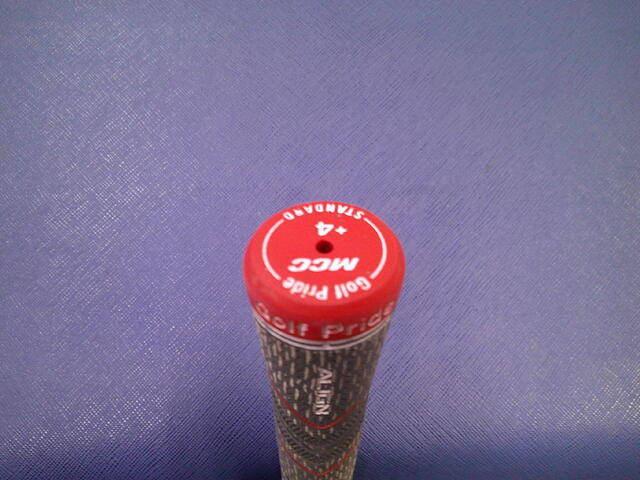 STANDARD
+4
MCC
Golf Pride
Golf Pride
ALIGN